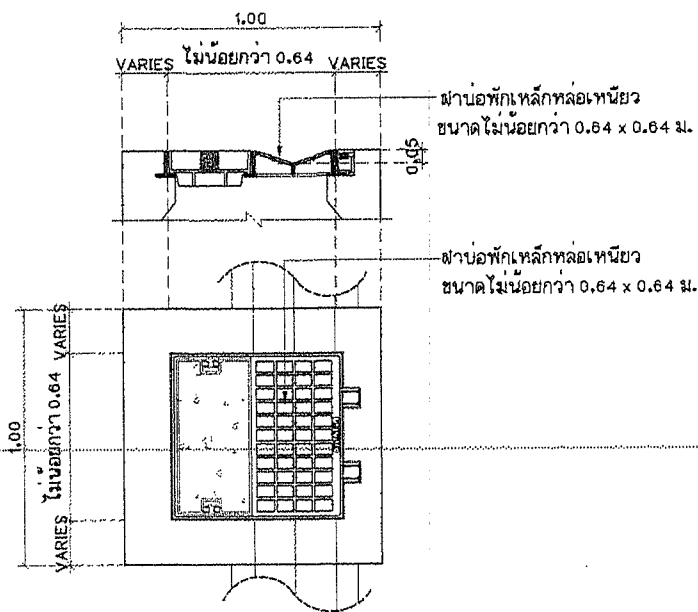 1.00
VARIES
ไม่น้อยกว่า 0.64
VARIES
ฝาบ่อพักเหล็กหล่อเหนียว
ขนาดไม่น้อยกว่า 0.64 x 0.64 ม.
0.05
ฝาบ่อพักเหล็กหล่อเหนียว
ขนาดไม่น้อยกว่า 0.64 x 0.64 ม.
VARIES
ไม่น้อยกว่า 0.64
1.00
VARIES